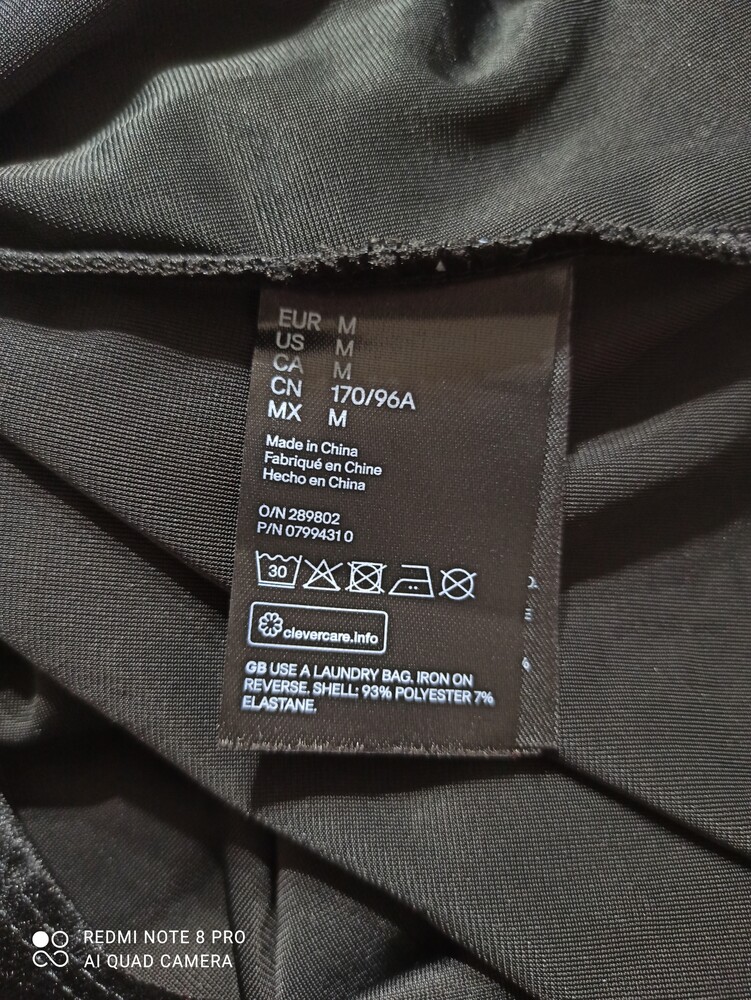 EUR M
US M
CA M
CN 170/96A
MX M
Made in China
Fabriqué en Chine
Hecho en China
O/N 289802
P/N 0799431 0
30
clevercare.info
GB USE A LAUNDRY BAG. IRON ON
REVERSE. SHELL: 93% POLYESTER 7%
ELASTANE.
REDMI NOTE 8 PRO
AI QUAD CAMERA